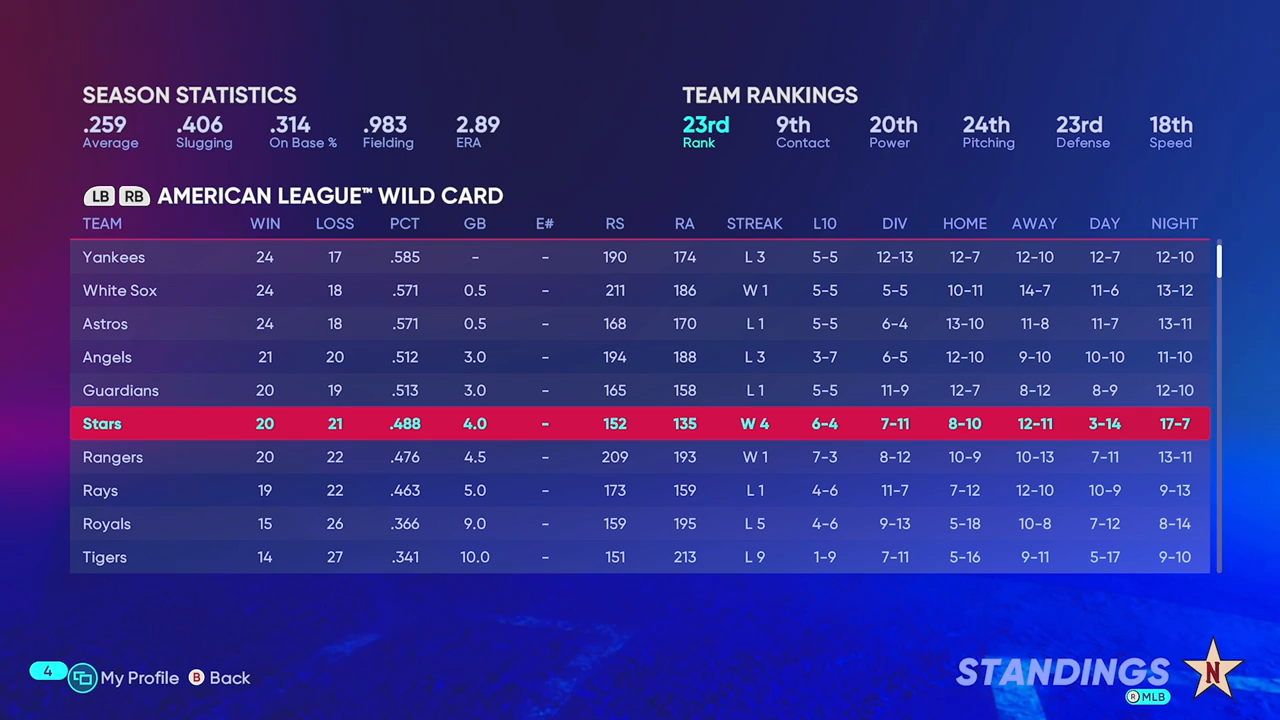 SEASON STATISTICS
.259 .406 .314 .983 2.89
Average Slugging On Base % Fielding ERA
TEAM RANKINGS
23rd 9th 20th 24th 23rd 18th
Rank Contact Power Pitching Defense Speed
LB RB AMERICAN LEAGUE™ WILD CARD
TEAM WIN LOSS PCT GB E# RS RA STREAK L10 DIV HOME AWAY DAY NIGHT
Yankees 24 17 .585 - - 190 174 L 3 5-5 12-13 12-7 12-10 12-7 12-10
White Sox 24 18 .571 0.5 - 211 186 W 1 5-5 5-5 10-11 14-7 11-6 13-12
Astros 24 18 .571 0.5 - 168 170 L 1 5-5 6-4 13-10 11-8 11-7 13-11
Angels 21 20 .512 3.0 - 194 188 L 3 3-7 6-5 12-10 9-10 10-10 11-10
Guardians 20 19 .513 3.0 - 165 158 L 1 5-5 11-9 12-7 8-12 8-9 12-10
Stars 20 21 .488 4.0 - 152 135 W 4 6-4 7-11 8-10 12-11 3-14 17-7
Rangers 20 22 .476 4.5 - 209 193 W 1 7-3 8-12 10-9 10-13 7-11 13-11
Rays 19 22 .463 5.0 - 173 159 L 1 4-6 11-7 7-12 12-10 10-9 9-13
Royals 15 26 .366 9.0 - 159 195 L 5 4-6 9-13 5-18 10-8 7-12 8-14
Tigers 14 27 .341 10.0 - 151 213 L 9 1-9 7-11 5-16 9-11 5-17 9-10
4 My Profile B Back
STANDINGS N
R MLB